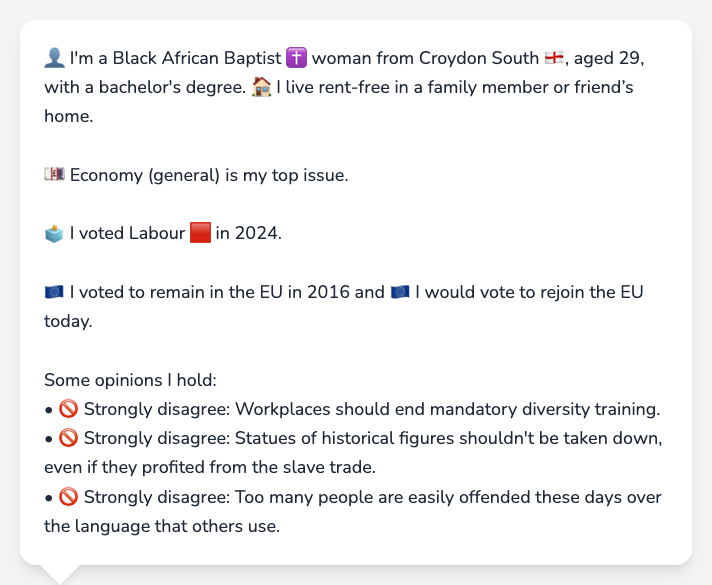 👤 I'm a Black African Baptist ✝️ woman from Croydon South 🏴󠁧󠁢󠁥󠁮󠁧󠁿, aged 29,
with a bachelor's degree. 🏠 I live rent-free in a family member or friend’s
home.
💷 Economy (general) is my top issue.
🗳️ I voted Labour 🟥 in 2024.
🇪🇺 I voted to remain in the EU in 2016 and 🇪🇺 I would vote to rejoin the EU
today.
Some opinions I hold:
• 🚫 Strongly disagree: Workplaces should end mandatory diversity training.
• 🚫 Strongly disagree: Statues of historical figures shouldn't be taken down,
even if they profited from the slave trade.
• 🚫 Strongly disagree: Too many people are easily offended these days over
the language that others use.